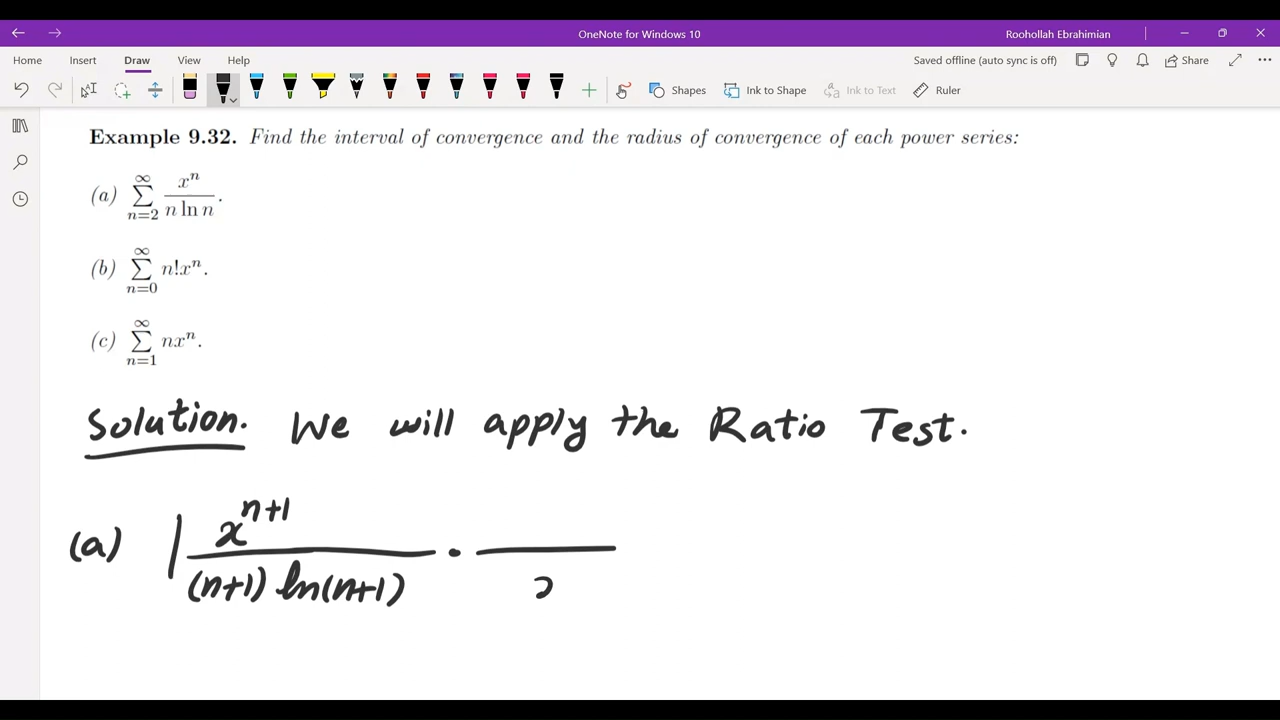 OneNote for Windows 10
Roohollah Ebrahimian
Home Insert Draw View Help
Saved offline (auto sync is off)
Share
Shapes
Ink to Shape
Ink to Text
Ruler
Example 9.32. Find the interval of convergence and the radius of convergence of each power series:
(a) ∑_{n=2}^{∞} x^n / (n ln n).
(b) ∑_{n=0}^{∞} n!x^n.
(c) ∑_{n=1}^{∞} nx^n.
Solution. We will apply the Ratio Test.
(a) | x^{n+1} / ((n+1) ln(n+1)) ·